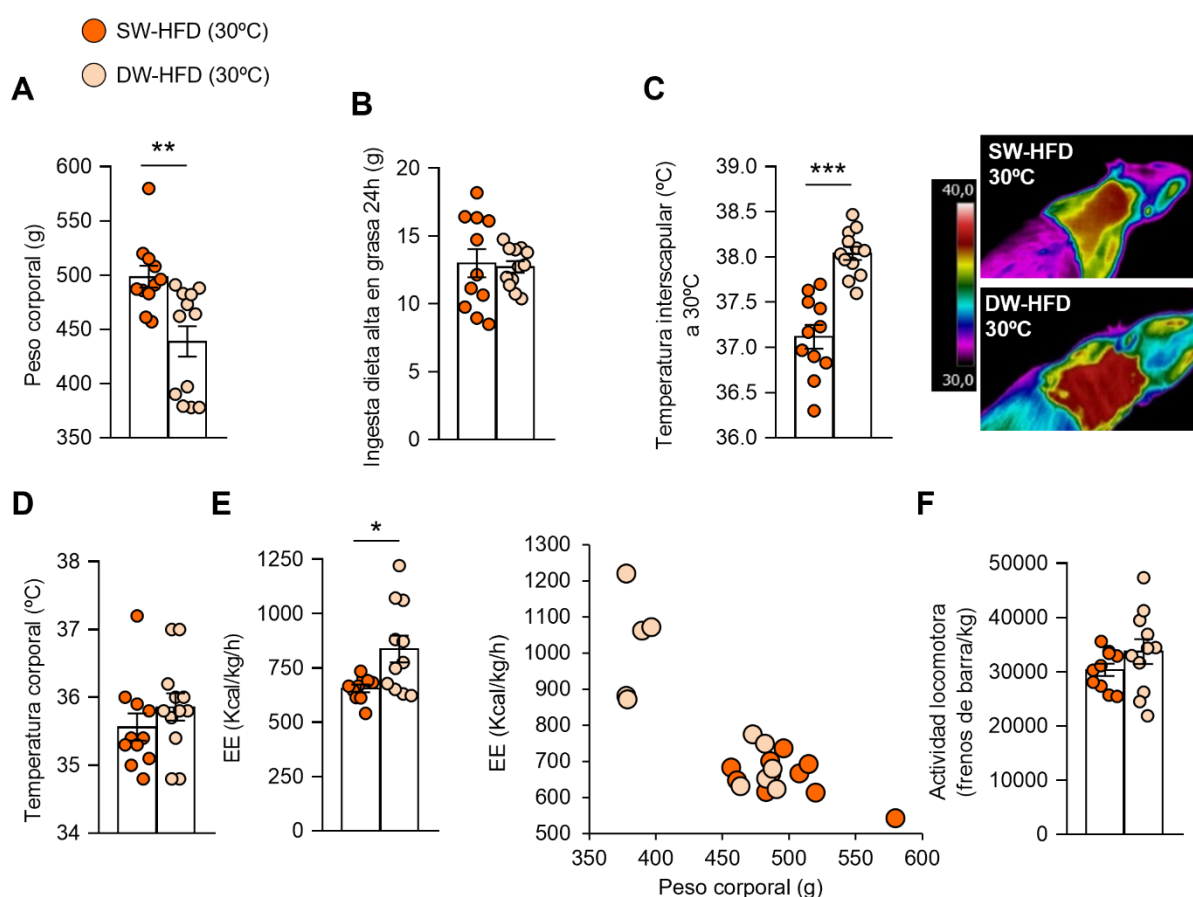 SW-HFD (30ºC)
DW-HFD (30ºC)
A
Peso corporal (g)
600
550
500
450
400
350
**
B
Ingesta dieta alta en grasa 24h (g)
20
15
10
5
0
C
Temperatura interscapular (ºC)
a 30ºC
39.0
38.5
38.0
37.5
37.0
36.5
36.0
***
40,0
30,0
SW-HFD
30ºC
DW-HFD
30ºC
D
Temperatura corporal (ºC)
38
37
36
35
34
E
EE (Kcal/kg/h)
1250
1000
750
500
250
0
*
EE (Kcal/kg/h)
1300
1200
1100
1000
900
800
700
600
500
350 400 450 500 550 600
Peso corporal (g)
F
Actividad locomotora
(frenos de barra/kg)
50000
40000
30000
20000
10000
0